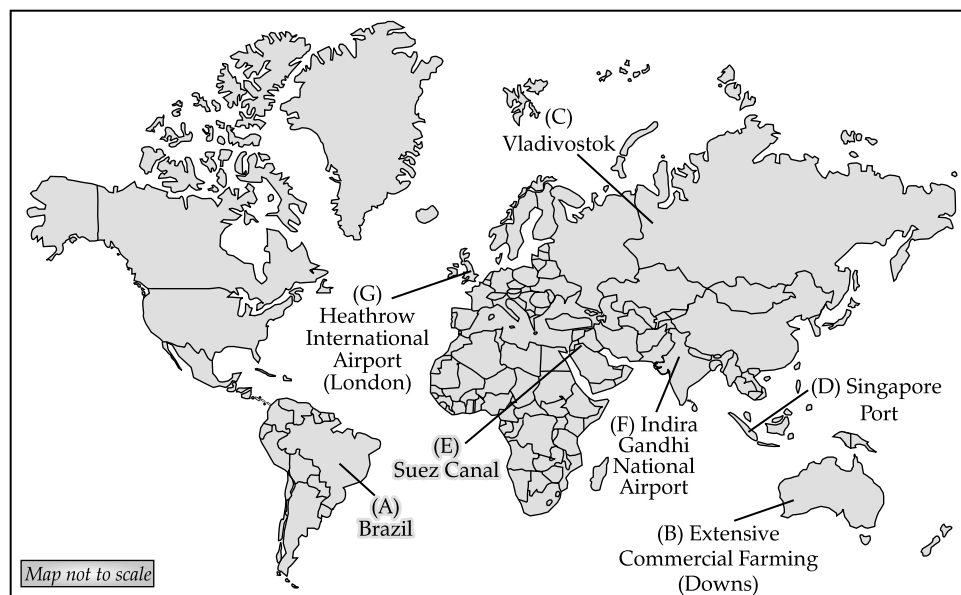 (C)
Vladivostok
(G)
Heathrow
International
Airport
(London)
(D) Singapore
Port
(E)
Suez Canal
(F) Indira
Gandhi
National
Airport
(A)
Brazil
(B) Extensive
Commercial Farming
(Downs)
Map not to scale